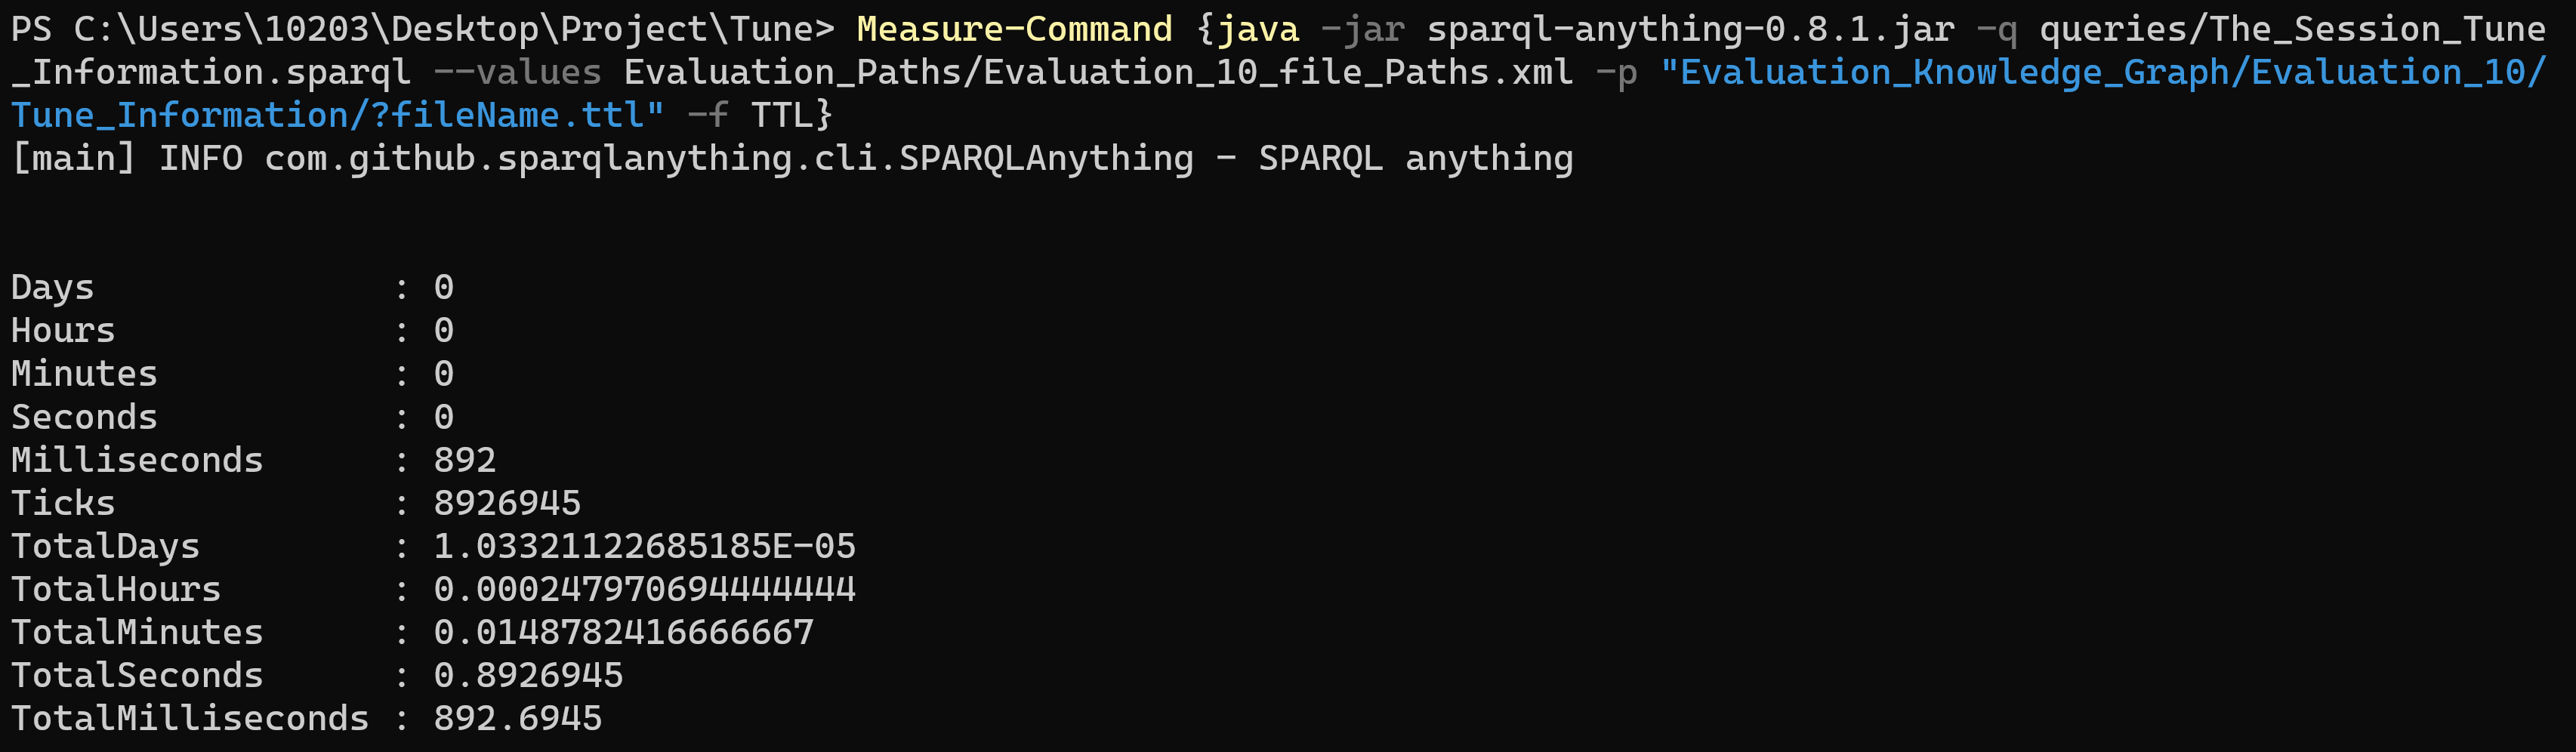 PS C:\Users\10203\Desktop\Project\Tune> Measure-Command {java -jar sparql-anything-0.8.1.jar -q queries/The_Session_Tune
_Information.sparql --values Evaluation_Paths/Evaluation_10_file_Paths.xml -p "Evaluation_Knowledge_Graph/Evaluation_10/
Tune_Information/?fileName.ttl" -f TTL}
[main] INFO com.github.sparqlanything.cli.SPARQLAnything - SPARQL anything
Days              : 0
Hours             : 0
Minutes           : 0
Seconds           : 0
Milliseconds      : 892
Ticks             : 8926945
TotalDays         : 1.03321122685185E-05
TotalHours        : 0.000247970694444444
TotalMinutes      : 0.0148782416666667
TotalSeconds      : 0.8926945
TotalMilliseconds : 892.6945